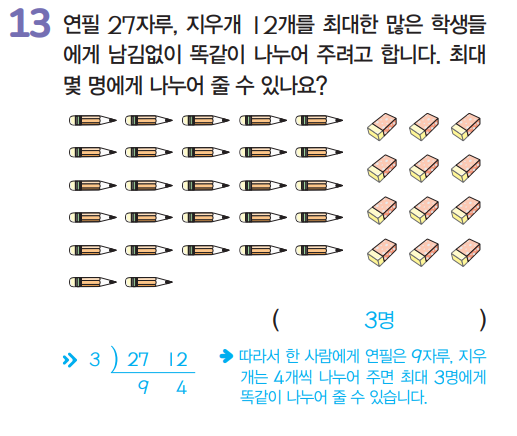 13 연필 27자루, 지우개 12개를 최대한 많은 학생들
에게 남김없이 똑같이 나누어 주려고 합니다. 최대
몇 명에게 나누어 줄 수 있나요?
( 3명 )
3 ) 27 12
9 4
따라서 한 사람에게 연필은 9자루, 지우
개는 4개씩 나누어 주면 최대 3명에게
똑같이 나누어 줄 수 있습니다.